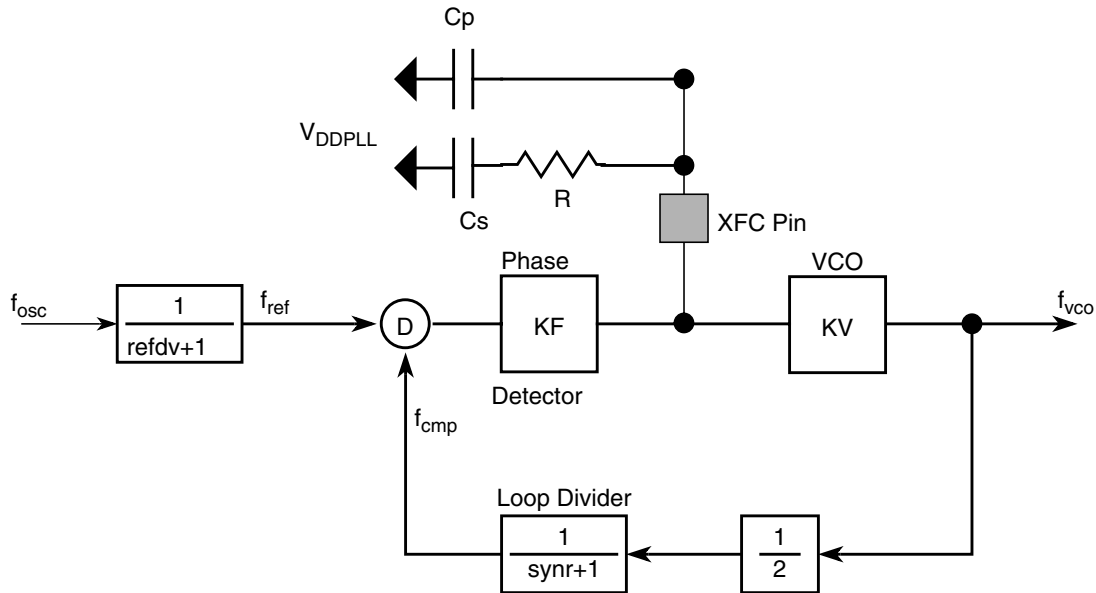 Cp
VDDPLL
Cs
R
XFC Pin
Phase
VCO
fosc
1
refdv+1
fref
D
KF
KV
fvco
Detector
fcmp
Loop Divider
1
synr+1
1
2